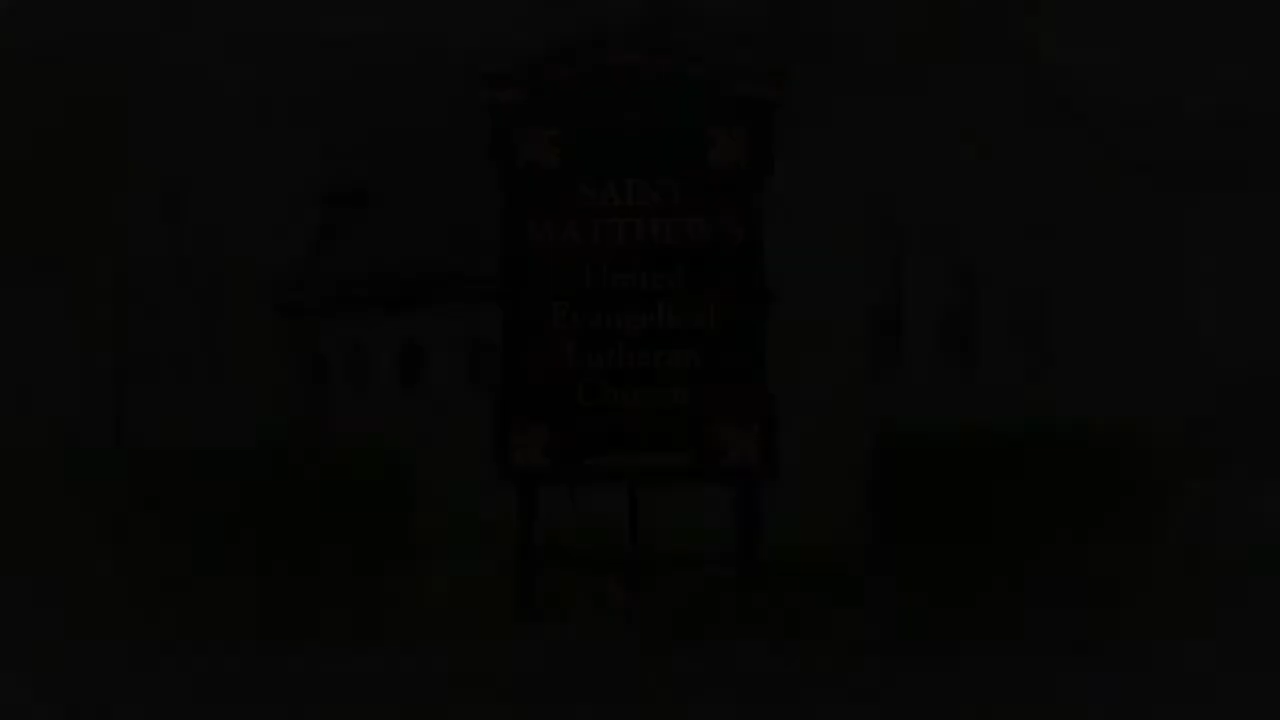 SAINT
MATTHEW'S
United
Evangelical
Lutheran
Church